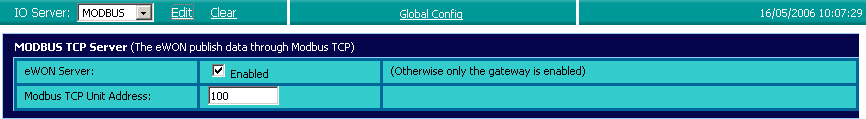 IO Server: MODBUS Edit Clear Global Config 16/05/2006 10:07:29
MODBUS TCP Server (The eWON publish data through Modbus TCP)
eWON Server: Enabled (Otherwise only the gateway is enabled)
Modbus TCP Unit Address: 100